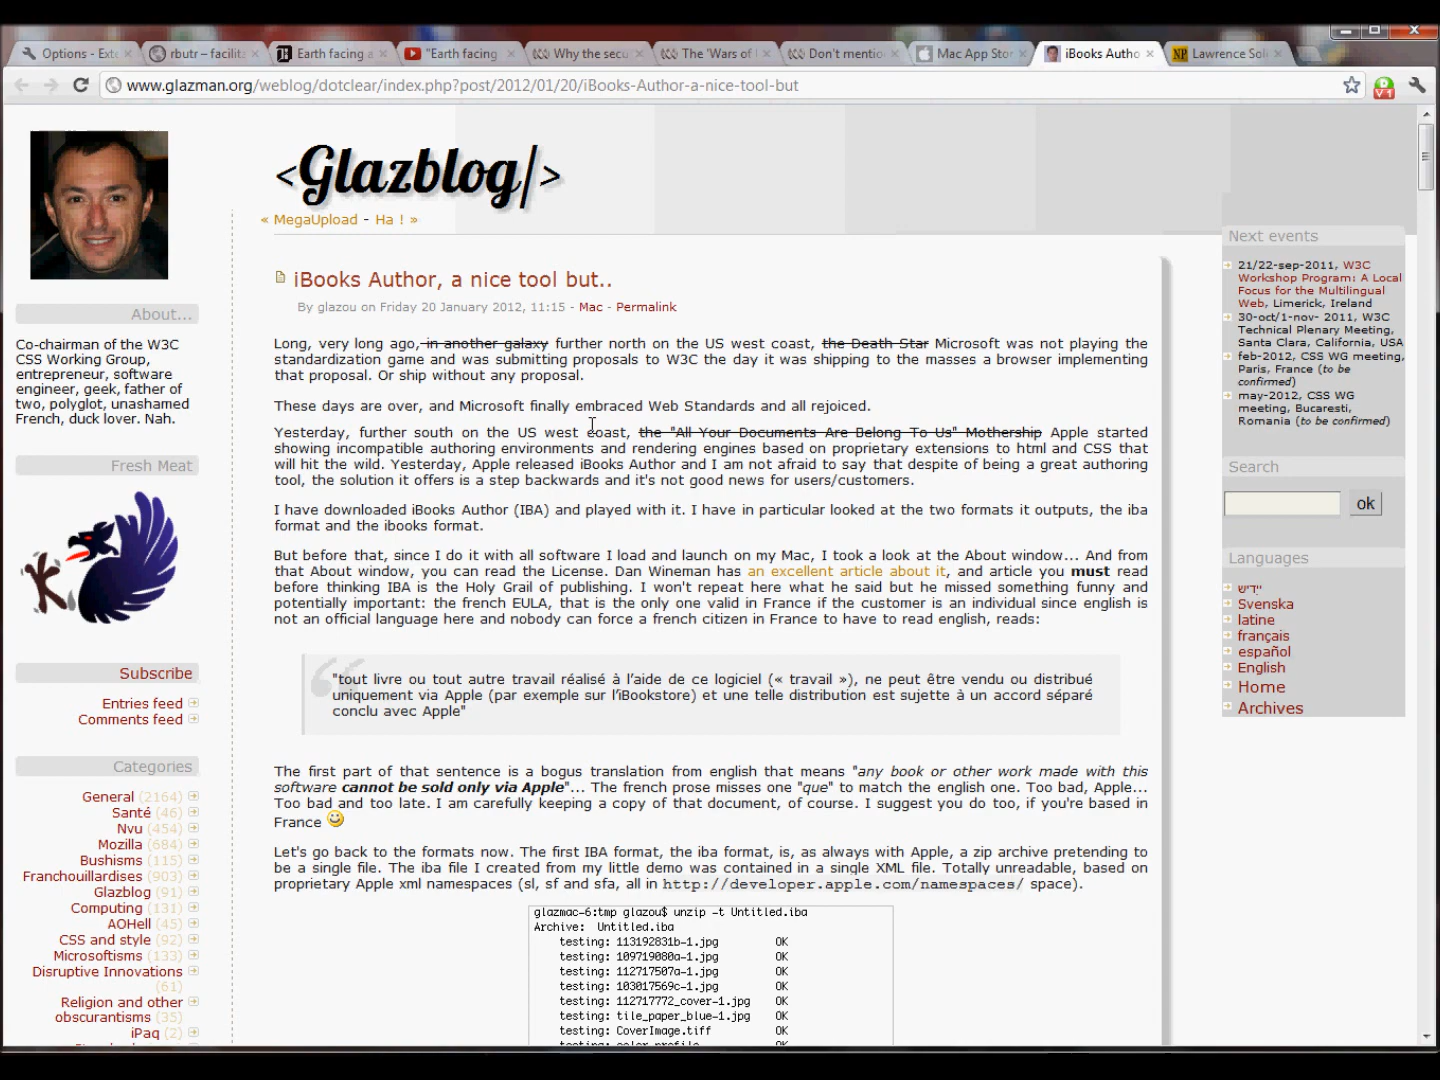 Options - Exte
rbutr – facilita
Earth facing a
"Earth facing
Why the secu
The 'Wars of I
Don't mentio
Mac App Stor
iBooks Autho
NP Lawrence Sol
www.glazman.org/weblog/dotclear/index.php?post/2012/01/20/iBooks-Author-a-nice-tool-but
V1
<Glazblog/>
« MegaUpload - Ha ! »
iBooks Author, a nice tool but..
By glazou on Friday 20 January 2012, 11:15 - Mac - Permalink
Long, very long ago, in another galaxy further north on the US west coast, the Death Star Microsoft was not playing the
standardization game and was submitting proposals to W3C the day it was shipping to the masses a browser implementing
that proposal. Or ship without any proposal.
These days are over, and Microsoft finally embraced Web Standards and all rejoiced.
Yesterday, further south on the US west coast, the "All Your Documents Are Belong To Us" Mothership Apple started
showing incompatible authoring environments and rendering engines based on proprietary extensions to html and CSS that
will hit the wild. Yesterday, Apple released iBooks Author and I am not afraid to say that despite of being a great authoring
tool, the solution it offers is a step backwards and it's not good news for users/customers.
I have downloaded iBooks Author (IBA) and played with it. I have in particular looked at the two formats it outputs, the iba
format and the ibooks format.
But before that, since I do it with all software I load and launch on my Mac, I took a look at the About window... And from
that About window, you can read the License. Dan Wineman has an excellent article about it, and article you must read
before thinking IBA is the Holy Grail of publishing. I won't repeat here what he said but he missed something funny and
potentially important: the french EULA, that is the only one valid in France if the customer is an individual since english is
not an official language here and nobody can force a french citizen in France to have to read english, reads:
"tout livre ou tout autre travail réalisé à l'aide de ce logiciel (« travail »), ne peut être vendu ou distribué
uniquement via Apple (par exemple sur l'iBookstore) et une telle distribution est sujette à un accord séparé
conclu avec Apple"
The first part of that sentence is a bogus translation from english that means "any book or other work made with this
software cannot be sold only via Apple"... The french prose misses one "que" to match the english one. Too bad, Apple...
Too bad and too late. I am carefully keeping a copy of that document, of course. I suggest you do too, if you're based in
France
Let's go back to the formats now. The first IBA format, the iba format, is, as always with Apple, a zip archive pretending to
be a single file. The iba file I created from my little demo was contained in a single XML file. Totally unreadable, based on
proprietary Apple xml namespaces (sl, sf and sfa, all in http://developer.apple.com/namespaces/ space).
glazmac-6:tmp glazou$ unzip -t Untitled.iba
Archive: Untitled.iba
testing: 113192831b-1.jpg OK
testing: 109719080a-1.jpg OK
testing: 112717507a-1.jpg OK
testing: 103017569c-1.jpg OK
testing: 112717772_cover-1.jpg OK
testing: tile_paper_blue-1.jpg OK
testing: CoverImage.tiff OK
testing: color_profile OK
About...
Co-chairman of the W3C
CSS Working Group,
entrepreneur, software
engineer, geek, father of
two, polyglot, unashamed
French, duck lover. Nah.
Fresh Meat
Subscribe
Entries feed
Comments feed
Categories
General (2164)
Santé (46)
Nvu (454)
Mozilla (684)
Bushisms (115)
Franchouillardises (903)
Glazblog (91)
Computing (131)
AOHell (45)
CSS and style (92)
Microsoftisms (133)
Disruptive Innovations
(61)
Religion and other
obscurantisms (35)
iPaq (2)
Next events
21/22-sep-2011, W3C
Workshop Program: A Local
Focus for the Multilingual
Web, Limerick, Ireland
30-oct/1-nov- 2011, W3C
Technical Plenary Meeting,
Santa Clara, California, USA
feb-2012, CSS WG meeting,
Paris, France (to be
confirmed)
may-2012, CSS WG
meeting, Bucaresti,
Romania (to be confirmed)
Search
ok
Languages
ייִדיש
Svenska
latine
français
español
English
Home
Archives